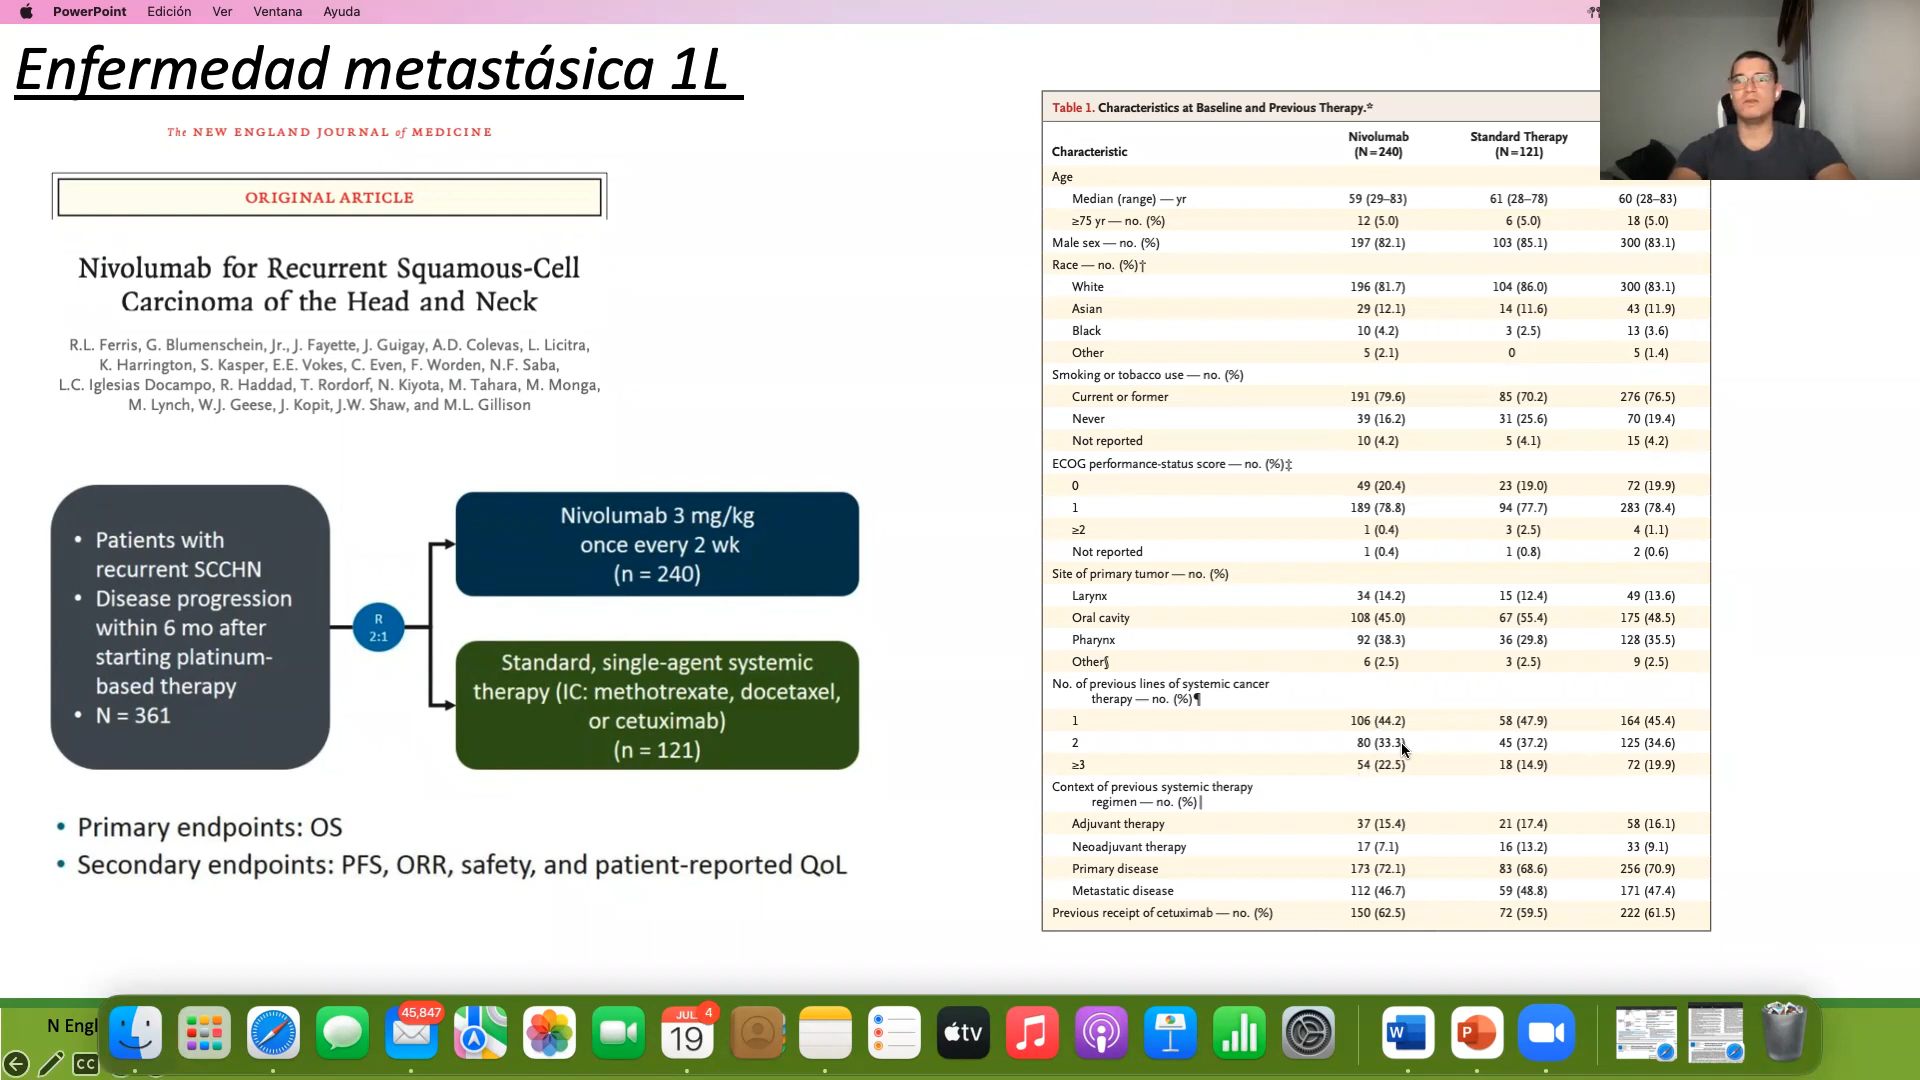 PowerPoint Edición Ver Ventana Ayuda
Enfermedad metastásica 1L
The NEW ENGLAND JOURNAL of MEDICINE
ORIGINAL ARTICLE
Nivolumab for Recurrent Squamous-Cell
Carcinoma of the Head and Neck
R.L. Ferris, G. Blumenschein, Jr., J. Fayette, J. Guigay, A.D. Colevas, L. Licitra,
K. Harrington, S. Kasper, E.E. Vokes, C. Even, F. Worden, N.F. Saba,
L.C. Iglesias Docampo, R. Haddad, T. Rordorf, N. Kiyota, M. Tahara, M. Monga,
M. Lynch, W.J. Geese, J. Kopit, J.W. Shaw, and M.L. Gillison
• Patients with
recurrent SCCHN
• Disease progression
within 6 mo after
starting platinum-
based therapy
• N = 361
R
2:1
Nivolumab 3 mg/kg
once every 2 wk
(n = 240)
Standard, single-agent systemic
therapy (IC: methotrexate, docetaxel,
or cetuximab)
(n = 121)
• Primary endpoints: OS
• Secondary endpoints: PFS, ORR, safety, and patient-reported QoL
Table 1. Characteristics at Baseline and Previous Therapy.*
Characteristic Nivolumab (N=240) Standard Therapy (N=121)
Age
Median (range) — yr 59 (29–83) 61 (28–78) 60 (28–83)
≥75 yr — no. (%) 12 (5.0) 6 (5.0) 18 (5.0)
Male sex — no. (%) 197 (82.1) 103 (85.1) 300 (83.1)
Race — no. (%)†
White 196 (81.7) 104 (86.0) 300 (83.1)
Asian 29 (12.1) 14 (11.6) 43 (11.9)
Black 10 (4.2) 3 (2.5) 13 (3.6)
Other 5 (2.1) 0 5 (1.4)
Smoking or tobacco use — no. (%)
Current or former 191 (79.6) 85 (70.2) 276 (76.5)
Never 39 (16.2) 31 (25.6) 70 (19.4)
Not reported 10 (4.2) 5 (4.1) 15 (4.2)
ECOG performance-status score — no. (%)‡
0 49 (20.4) 23 (19.0) 72 (19.9)
1 189 (78.8) 94 (77.7) 283 (78.4)
≥2 1 (0.4) 3 (2.5) 4 (1.1)
Not reported 1 (0.4) 1 (0.8) 2 (0.6)
Site of primary tumor — no. (%)
Larynx 34 (14.2) 15 (12.4) 49 (13.6)
Oral cavity 108 (45.0) 67 (55.4) 175 (48.5)
Pharynx 92 (38.3) 36 (29.8) 128 (35.5)
Other§ 6 (2.5) 3 (2.5) 9 (2.5)
No. of previous lines of systemic cancer
therapy — no. (%)¶
1 106 (44.2) 58 (47.9) 164 (45.4)
2 80 (33.3) 45 (37.2) 125 (34.6)
≥3 54 (22.5) 18 (14.9) 72 (19.9)
Context of previous systemic therapy
regimen — no. (%)‖
Adjuvant therapy 37 (15.4) 21 (17.4) 58 (16.1)
Neoadjuvant therapy 17 (7.1) 16 (13.2) 33 (9.1)
Primary disease 173 (72.1) 83 (68.6) 256 (70.9)
Metastatic disease 112 (46.7) 59 (48.8) 171 (47.4)
Previous receipt of cetuximab — no. (%) 150 (62.5) 72 (59.5) 222 (61.5)
N Engl
45,847
JUL 4
19
tv
W
P
CC